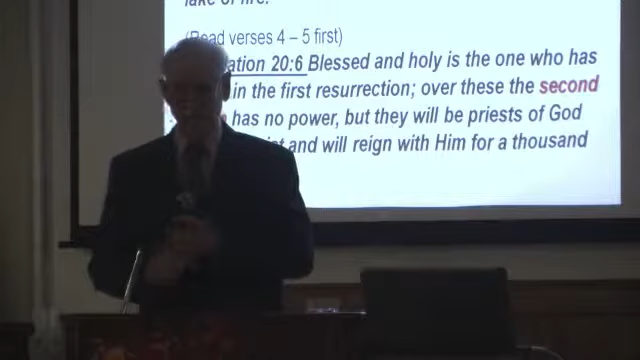 lake of fire.
ead verses 4 – 5 first)
ation 20:6 Blessed and holy is the one who has
in the first resurrection; over these the second
has no power, but they will be priests of God
and will reign with Him for a thousand